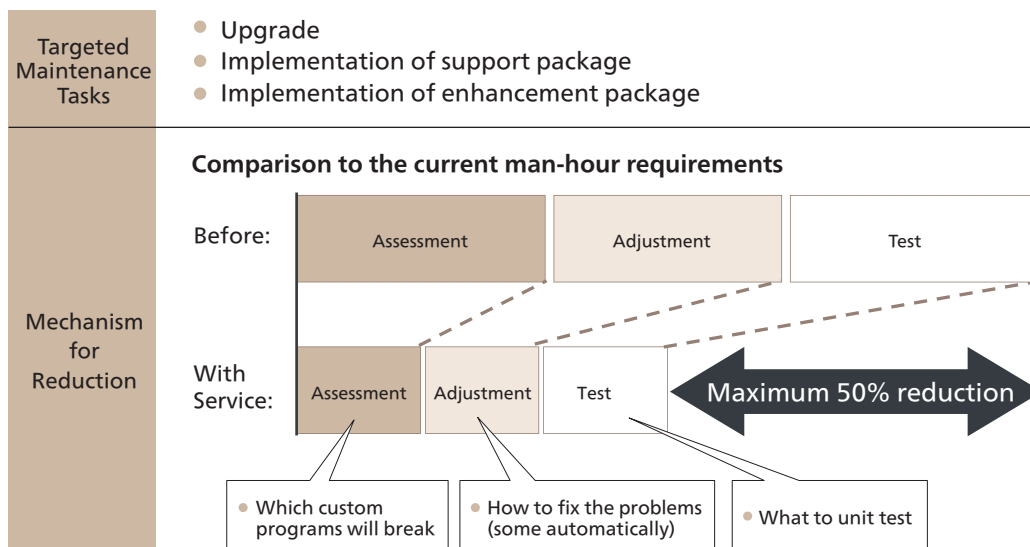 Targeted
Maintenance
Tasks
Upgrade
Implementation of support package
Implementation of enhancement package
Mechanism
for
Reduction
Comparison to the current man-hour requirements
Before:
Assessment
Adjustment
Test
With
Service:
Assessment
Adjustment
Test
Maximum 50% reduction
Which custom
programs will break
How to fix the problems
(some automatically)
What to unit test